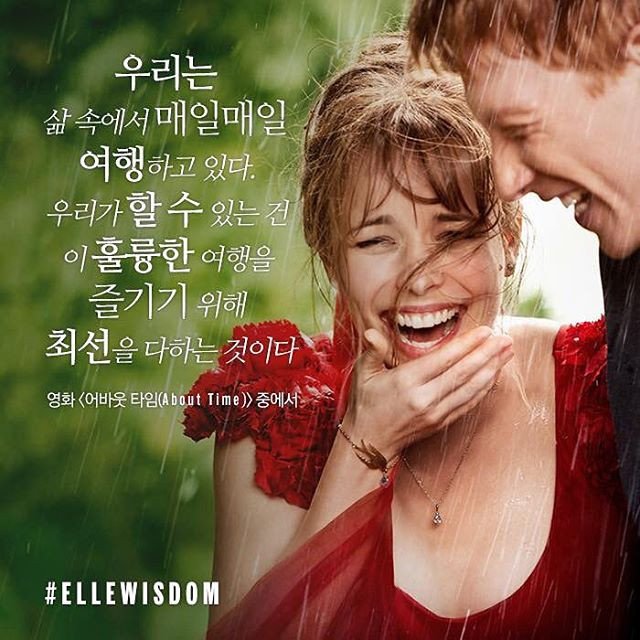 우리는
삶 속에서 매일매일
여행하고 있다.
우리가 할 수 있는 건
이 훌륭한 여행을
즐기기 위해
최선을 다하는 것이다
영화 〈어바웃 타임(About Time)〉 중에서
#ELLEWISDOM